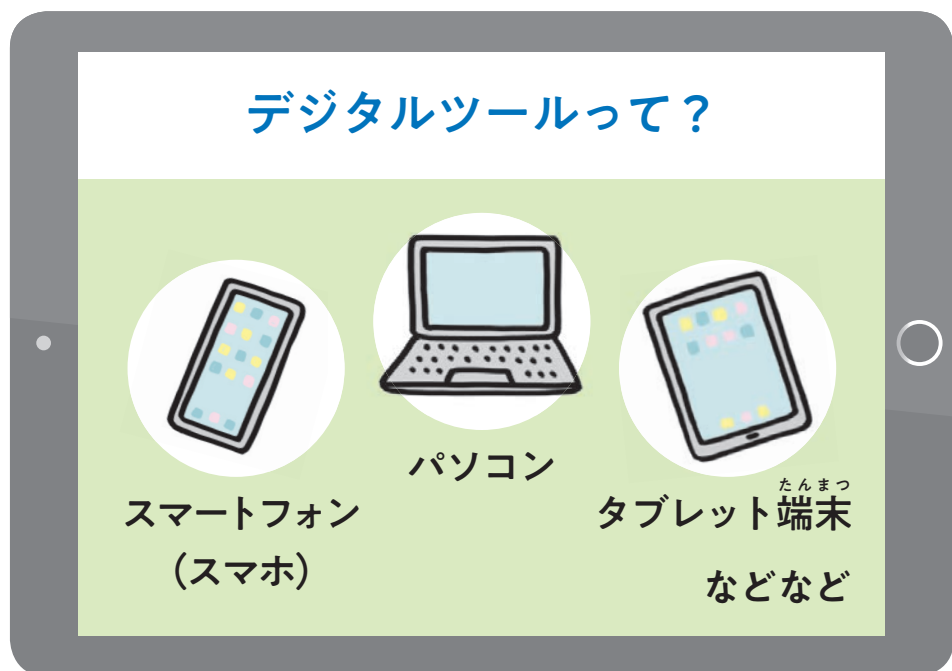 デジタルツールって？
スマートフォン
（スマホ）
パソコン
たんまつ
タブレット端末
などなど